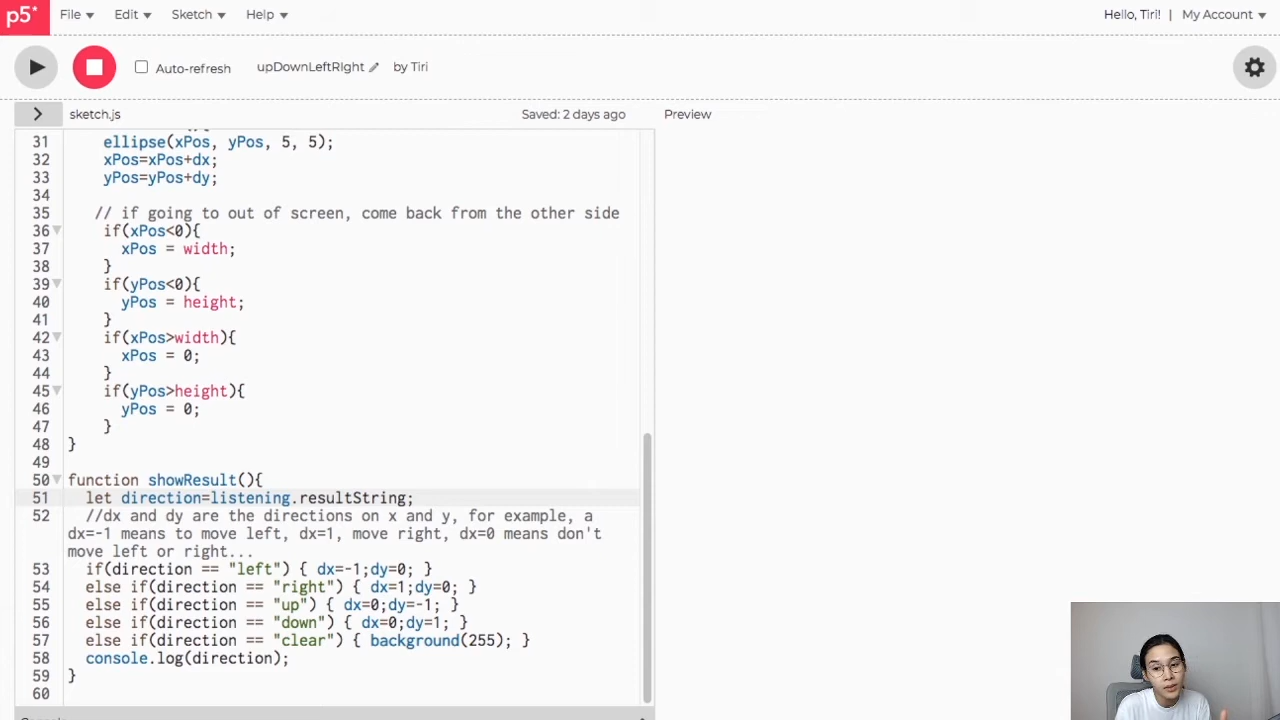 p5* File Edit Sketch Help Hello, Tiri! | My Account
Auto-refresh upDownLeftRIght by Tiri
sketch.js Saved: 2 days ago Preview
31 ellipse(xPos, yPos, 5, 5);
32 xPos=xPos+dx;
33 yPos=yPos+dy;
34
35 // if going to out of screen, come back from the other side
36 if(xPos<0){
37 xPos = width;
38 }
39 if(yPos<0){
40 yPos = height;
41 }
42 if(xPos>width){
43 xPos = 0;
44 }
45 if(yPos>height){
46 yPos = 0;
47 }
48 }
49
50 function showResult(){
51 let direction=listening.resultString;
52 //dx and dy are the directions on x and y, for example, a
dx=-1 means to move left, dx=1, move right, dx=0 means don't
move left or right...
53 if(direction == "left") { dx=-1;dy=0; }
54 else if(direction == "right") { dx=1;dy=0; }
55 else if(direction == "up") { dx=0;dy=-1; }
56 else if(direction == "down") { dx=0;dy=1; }
57 else if(direction == "clear") { background(255); }
58 console.log(direction);
59 }
60